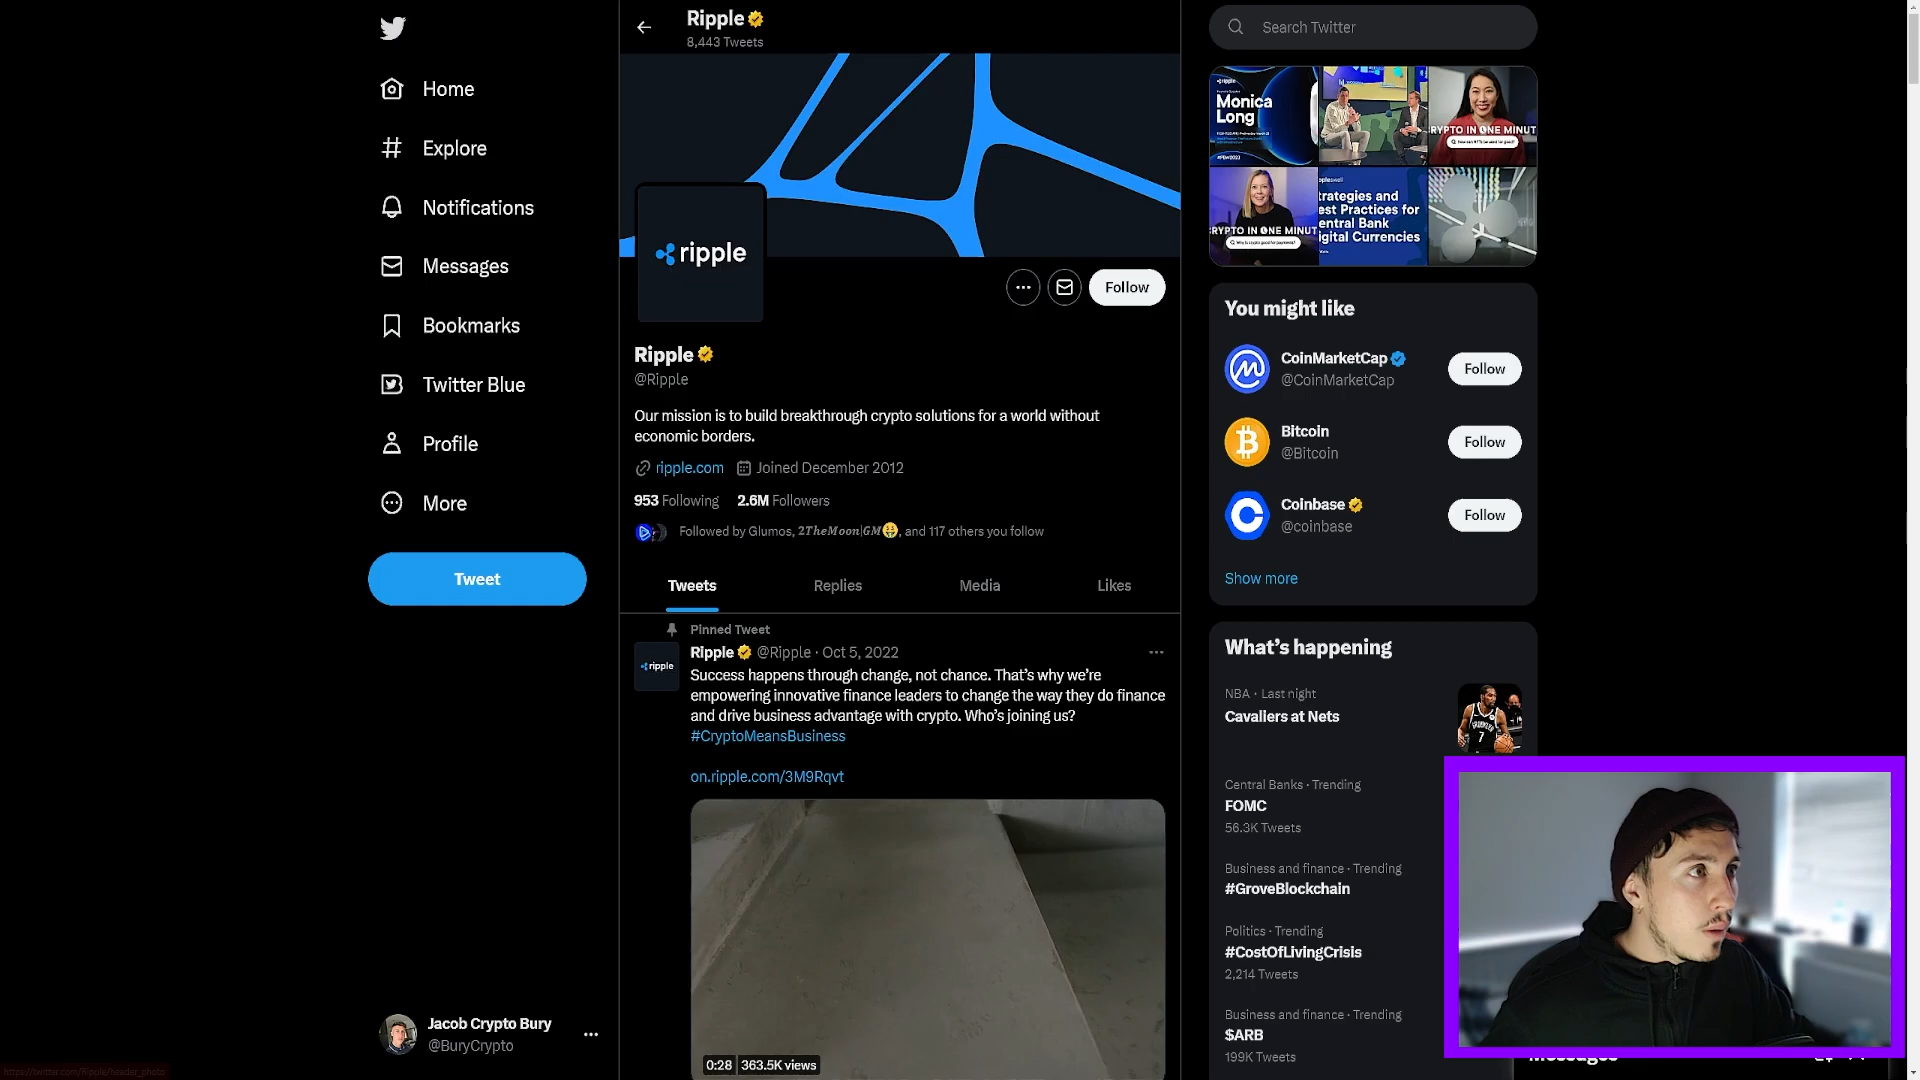 Home
Explore
Notifications
Messages
Bookmarks
Twitter Blue
Profile
More
Tweet
Jacob Crypto Bury
@BuryCrypto
https://twitter.com/Ripple/header_photo
Ripple
8,443 Tweets
ripple
Follow
Ripple
@Ripple
Our mission is to build breakthrough crypto solutions for a world without
economic borders.
ripple.com Joined December 2012
953 Following 2.6M Followers
Followed by Glumos, 2TheMoon|GM🤑, and 117 others you follow
Tweets Replies Media Likes
Pinned Tweet
ripple
Ripple @Ripple · Oct 5, 2022
Success happens through change, not chance. That's why we're
empowering innovative finance leaders to change the way they do finance
and drive business advantage with crypto. Who's joining us?
#CryptoMeansBusiness
on.ripple.com/3M9Rqvt
0:28 363.5K views
Search Twitter
Monica
Long
RYPTO IN ONE MINUT
RYPTO IN ONE MINUT
trategies and
est Practices for
entral Bank
igital Currencies
You might like
CoinMarketCap
@CoinMarketCap
Follow
Bitcoin
@Bitcoin
Follow
Coinbase
@coinbase
Follow
Show more
What's happening
NBA · Last night
Cavaliers at Nets
Central Banks · Trending
FOMC
56.3K Tweets
Business and finance · Trending
#GroveBlockchain
Politics · Trending
#CostOfLivingCrisis
2,214 Tweets
Business and finance · Trending
$ARB
199K Tweets